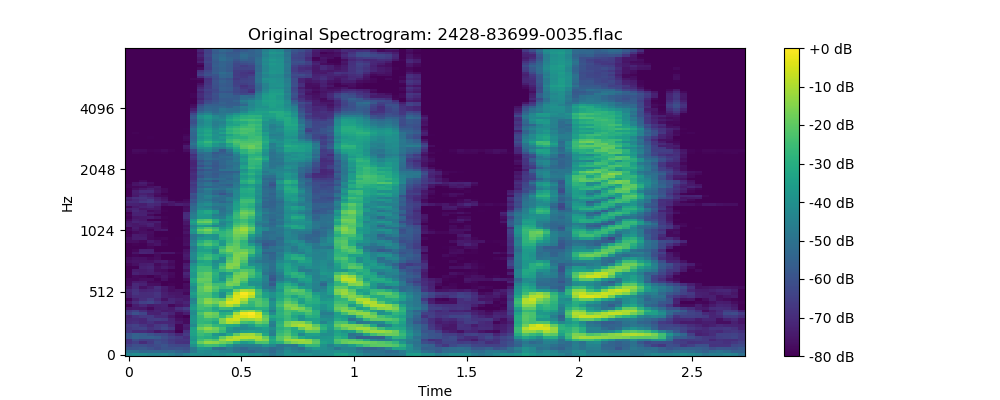 Original Spectrogram: 2428-83699-0035.flac
Hz
4096
2048
1024
512
0
0 0.5 1 1.5 2 2.5
Time
+0 dB
-10 dB
-20 dB
-30 dB
-40 dB
-50 dB
-60 dB
-70 dB
-80 dB